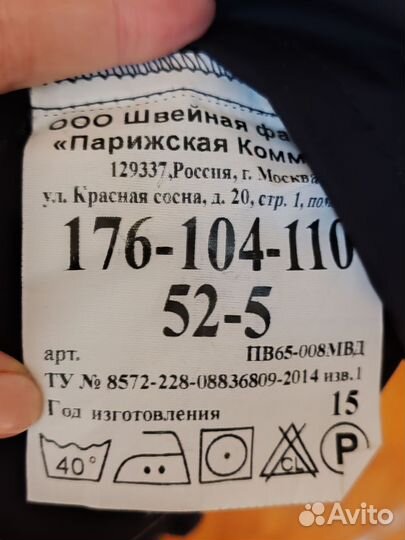 ООО Швейная фа
«Парижская Комм
129337,Россия, г. Москва
ул. Красная сосна, д. 20, стр. 1, по
176-104-110
52-5
арт. ПВ65-008МВД
ТУ № 8572-228-08836809-2014 изв.1
Год изготовления 15
40° CL P
Avito